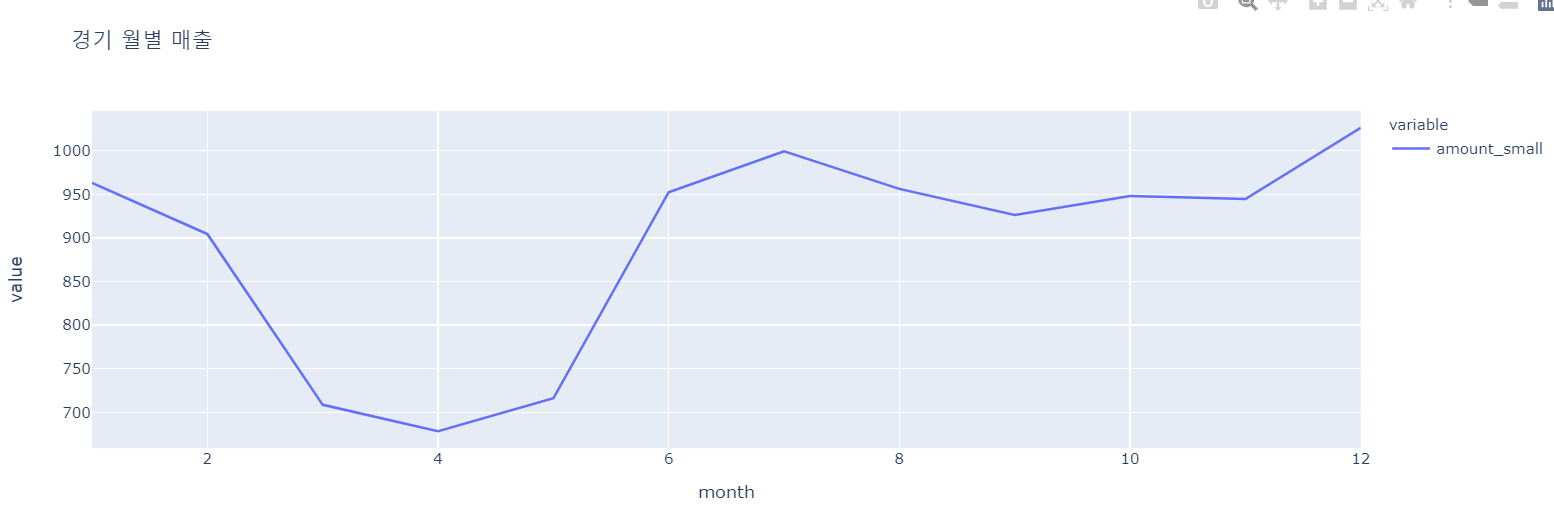 경기 월별 매출
value
1000
950
900
850
800
750
700
2 4 6 8 10 12
month
variable
amount_small